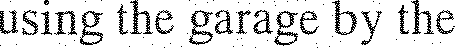 using the garage by the